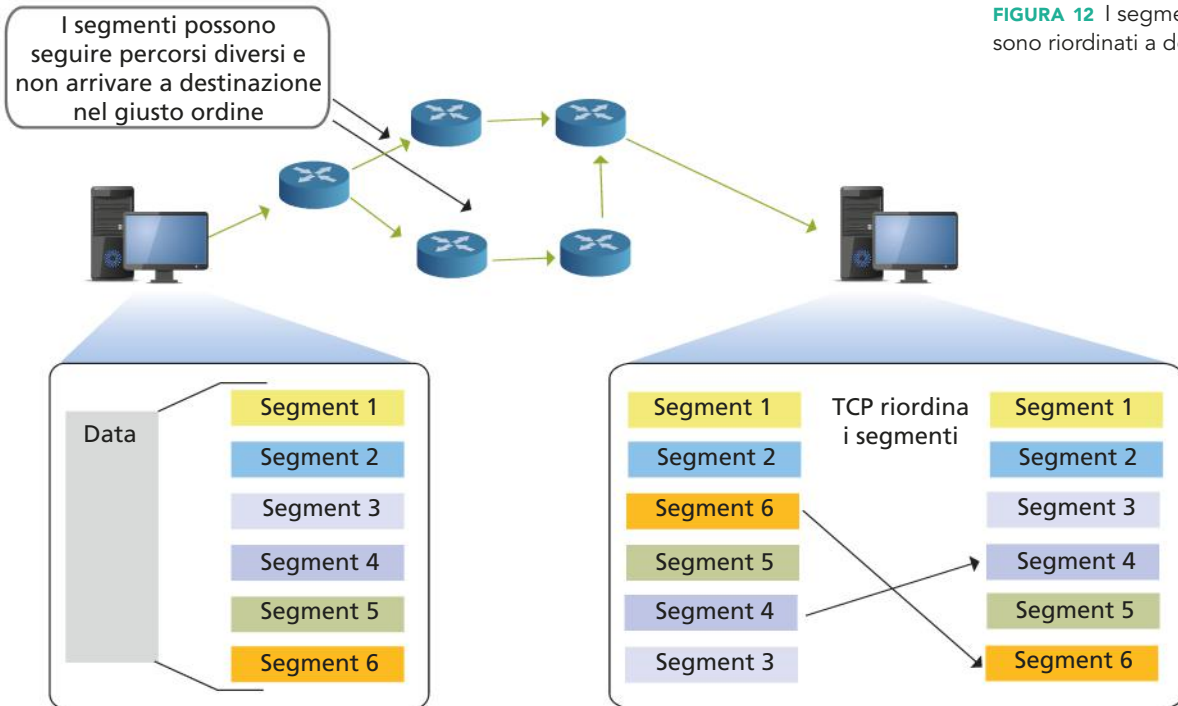 I segmenti possono
seguire percorsi diversi e
non arrivare a destinazione
nel giusto ordine
FIGURA 12 I segme
sono riordinati a de
Data
Segment 1
Segment 2
Segment 3
Segment 4
Segment 5
Segment 6
Segment 1
Segment 2
Segment 6
Segment 5
Segment 4
Segment 3
TCP riordina
i segmenti
Segment 1
Segment 2
Segment 3
Segment 4
Segment 5
Segment 6